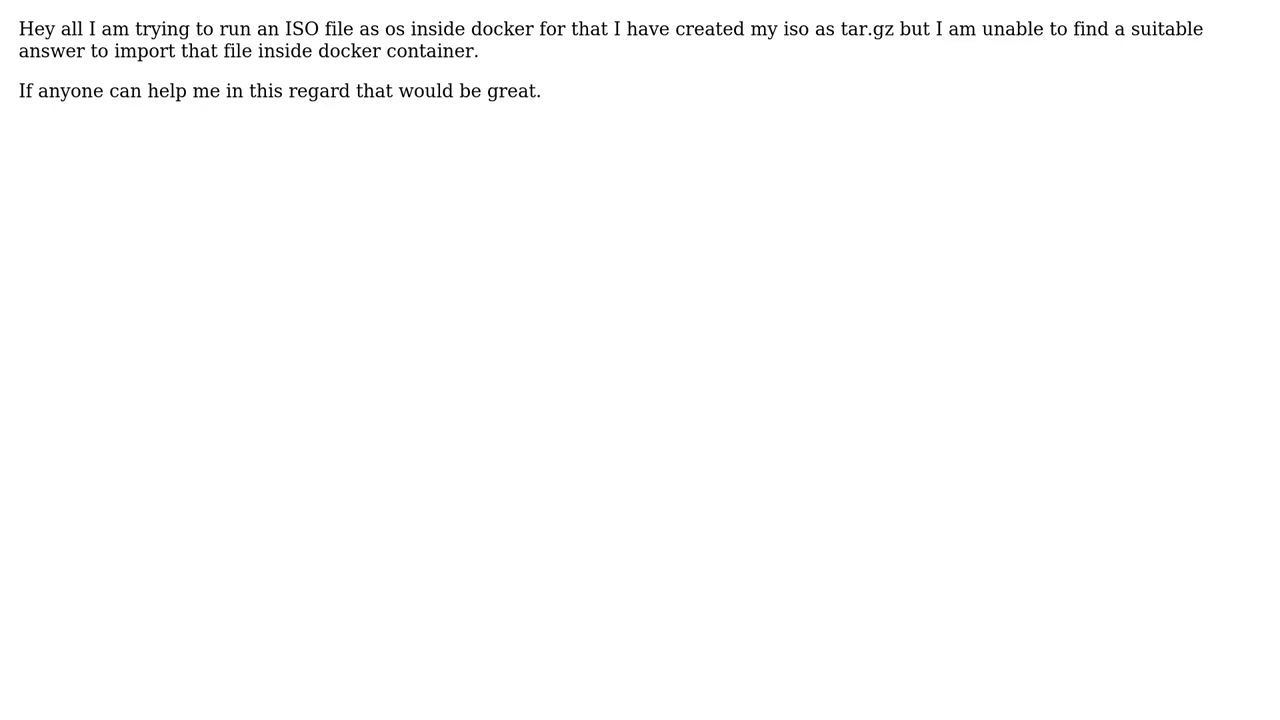 Hey all I am trying to run an ISO file as os inside docker for that I have created my iso as tar.gz but I am unable to find a suitable
answer to import that file inside docker container.
If anyone can help me in this regard that would be great.